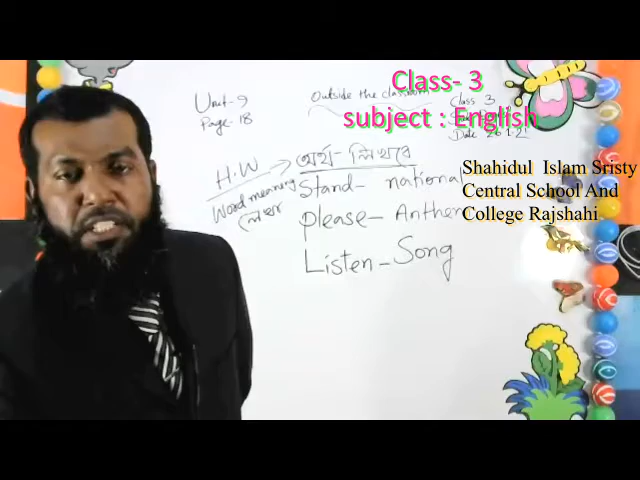 Class- 3
subject : English
Shahidul Islam Sristy
Central School And
College Rajshahi
Unit-9
Page-18
Outside the classroom
Class 3
Date 26.1.21
H.W
Word meaning
লেখার
অর্থ- লিখবে
Stand- national
please- Anthem
Listen-Song